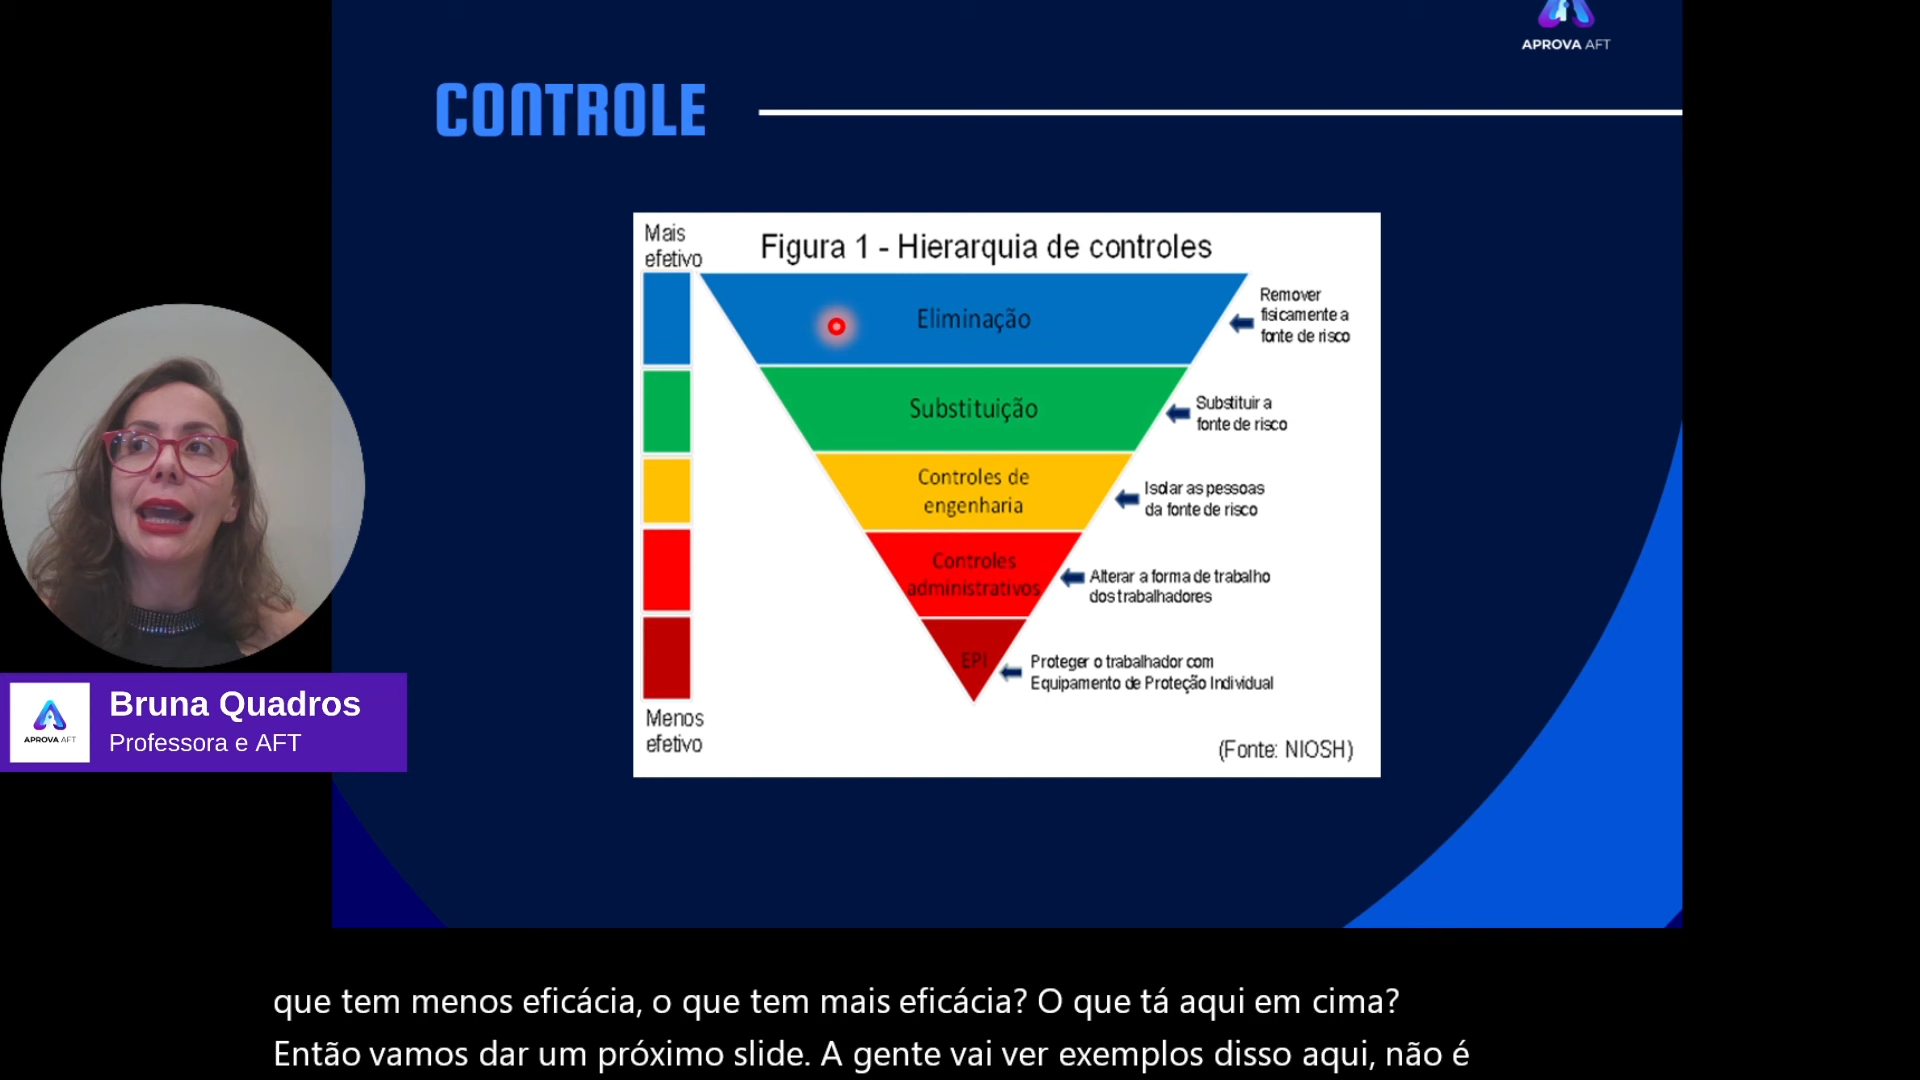 APROVA AFT
CONTROLE
Mais
efetivo
Figura 1 - Hierarquia de controles
Eliminação
Remover
fisicamente a
fonte de risco
Substituição
Substituir a
fonte de risco
Controles de
engenharia
Isolar as pessoas
da fonte de risco
Controles
administrativos
Alterar a forma de trabalho
dos trabalhadores
EPI
Proteger o trabalhador com
Equipamento de Proteção Individual
Menos
efetivo
(Fonte: NIOSH)
APROVA AFT
Bruna Quadros
Professora e AFT
que tem menos eficácia, o que tem mais eficácia? O que tá aqui em cima?
Então vamos dar um próximo slide. A gente vai ver exemplos disso aqui, não é